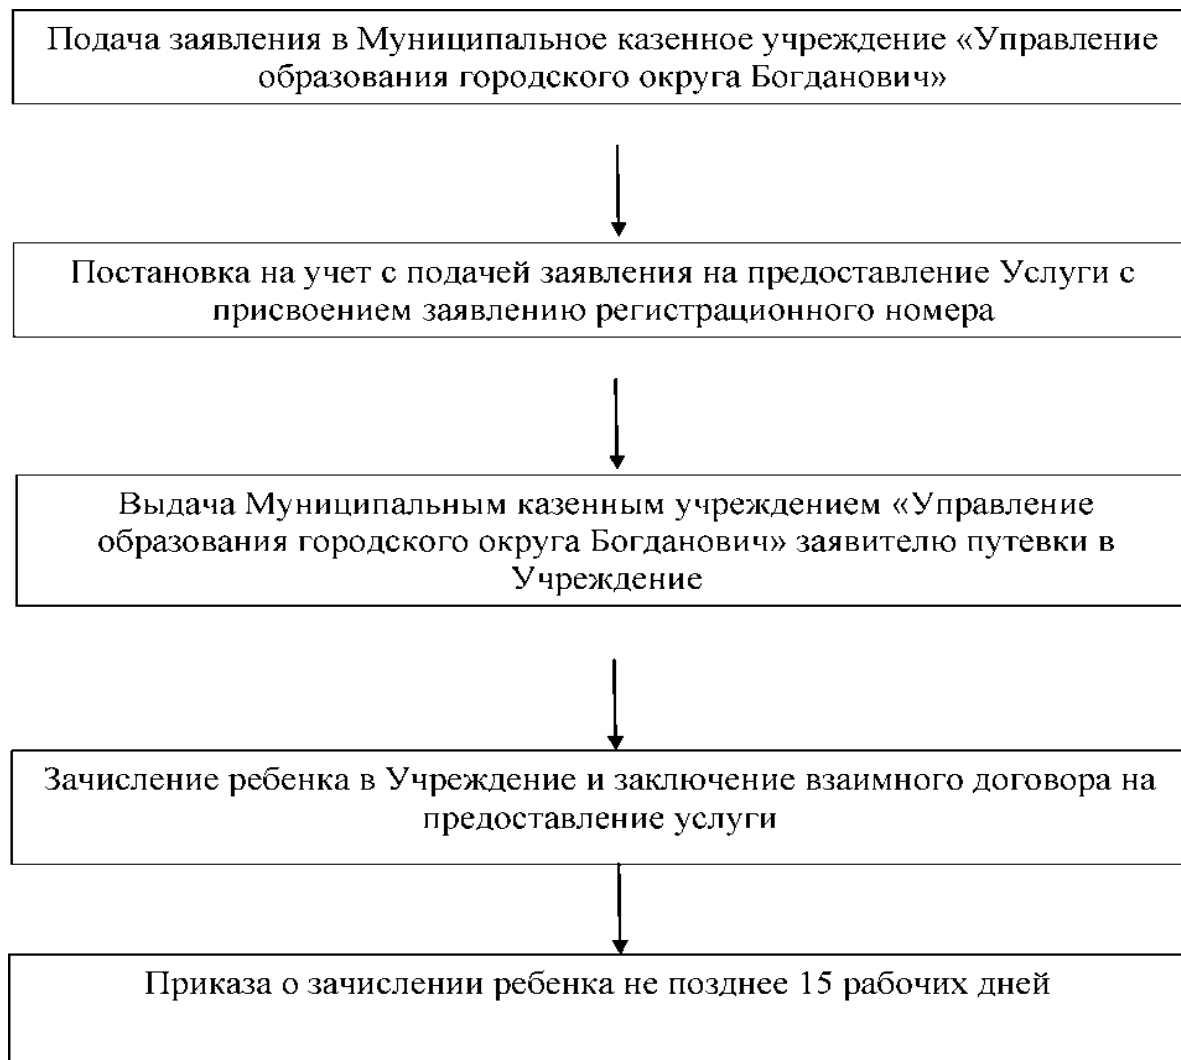 Подача заявления в Муниципальное казенное учреждение «Управление
образования городского округа Богданович»
Постановка на учет с подачей заявления на предоставление Услуги с
присвоением заявлению регистрационного номера
Выдача Муниципальным казенным учреждением «Управление
образования городского округа Богданович» заявителю путевки в
Учреждение
Зачисление ребенка в Учреждение и заключение взаимного договора на
предоставление услуги
Приказа о зачислении ребенка не позднее 15 рабочих дней